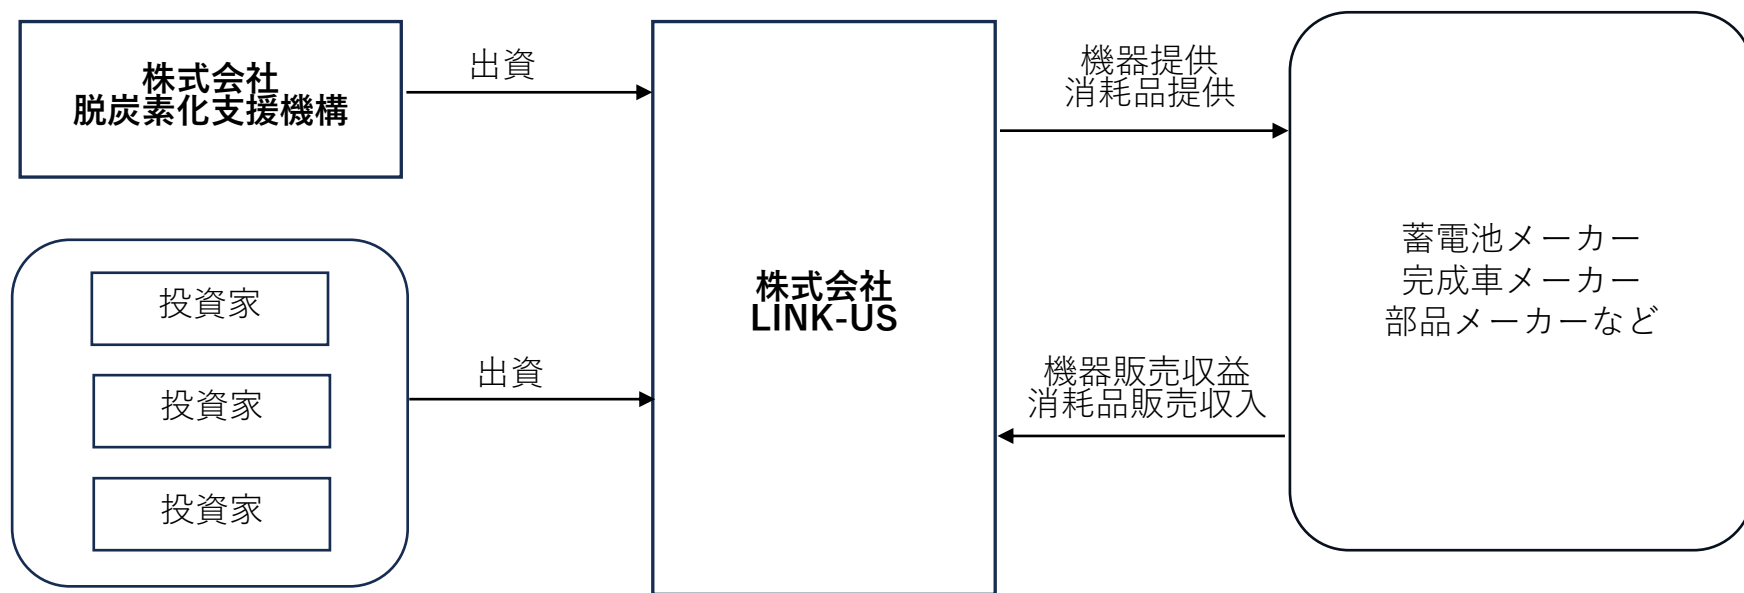 株式会社
脱炭素化支援機構
出資
投資家
投資家
投資家
出資
株式会社
LINK-US
機器提供
消耗品提供
機器販売収益
消耗品販売収入
蓄電池メーカー
完成車メーカー
部品メーカーなど